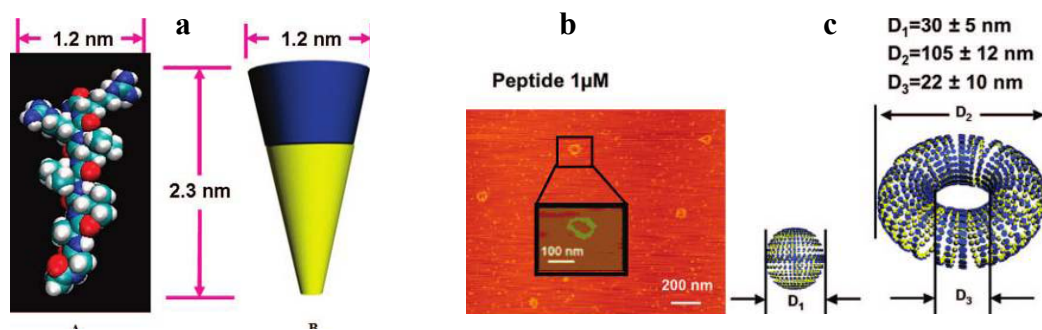 a
1.2 nm
1.2 nm
2.3 nm
A
B
b
Peptide 1μM
100 nm
200 nm
c
D₁=30 ± 5 nm
D₂=105 ± 12 nm
D₃=22 ± 10 nm
D₂
D₁
D₃